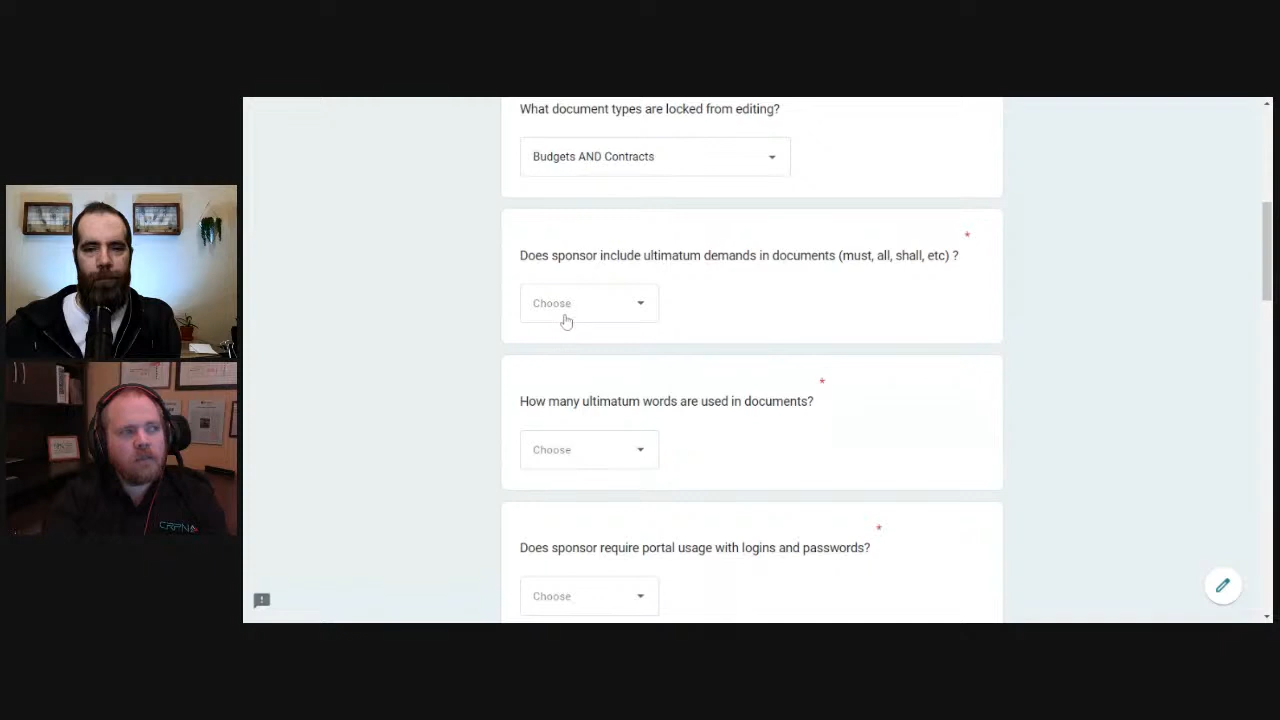 What document types are locked from editing?
Budgets AND Contracts
*
Does sponsor include ultimatum demands in documents (must, all, shall, etc) ?
Choose
*
How many ultimatum words are used in documents?
Choose
*
Does sponsor require portal usage with logins and passwords?
Choose
CRPN